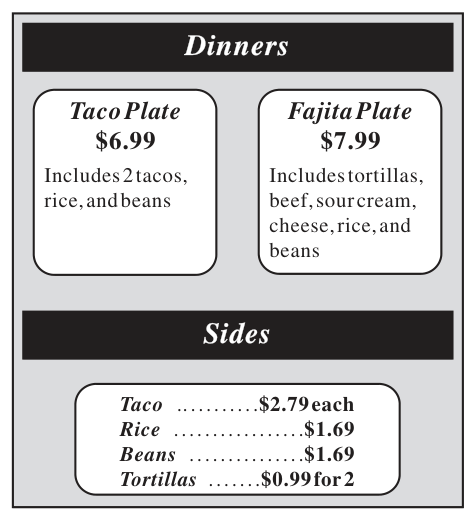 Dinners
Taco Plate
$6.99
Includes 2 tacos,
rice, and beans
Fajita Plate
$7.99
Includes tortillas,
beef, sour cream,
cheese, rice, and
beans
Sides
Taco ..........$2.79 each
Rice ................$1.69
Beans ..............$1.69
Tortillas .......$0.99 for 2